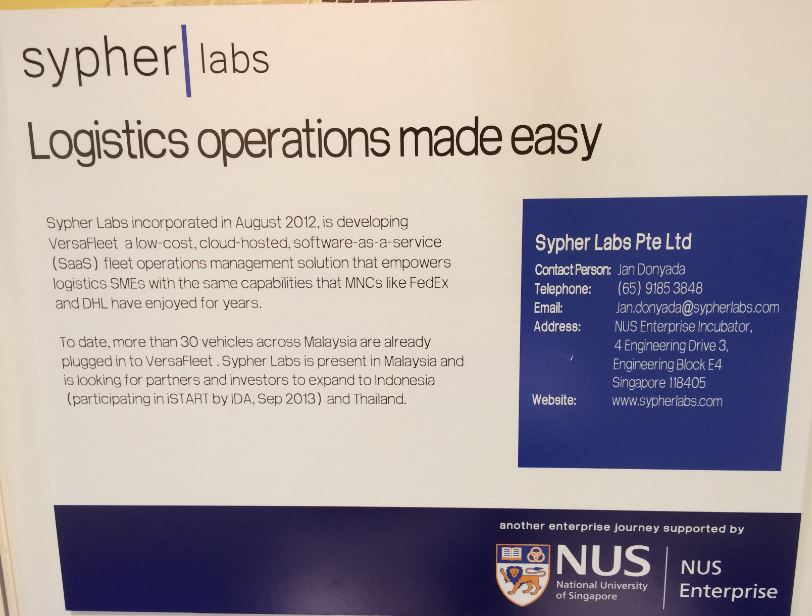 sypher labs
Logistics operations made easy
Sypher Labs incorporated in August 2012, is developing
VersaFleet a low-cost, cloud-hosted, software-as-a-service
(SaaS) fleet operations management solution that empowers
logistics SMEs with the same capabilities that MNCs like FedEx
and DHL have enjoyed for years.
To date, more than 30 vehicles across Malaysia are already
plugged in to VersaFleet . Sypher Labs is present in Malaysia and
is looking for partners and investors to expand to Indonesia
(participating in iSTART by iDA, Sep 2013) and Thailand.
Sypher Labs Pte Ltd
Contact Person: Jan Donyada
Telephone: (65) 9185 3848
Email: Jan.donyada@sypherlabs.com
Address: NUS Enterprise Incubator,
4 Engineering Drive 3,
Engineering Block E4
Singapore 118405
Website: www.sypherlabs.com
another enterprise journey supported by
NUS
National University
of Singapore
NUS
Enterprise